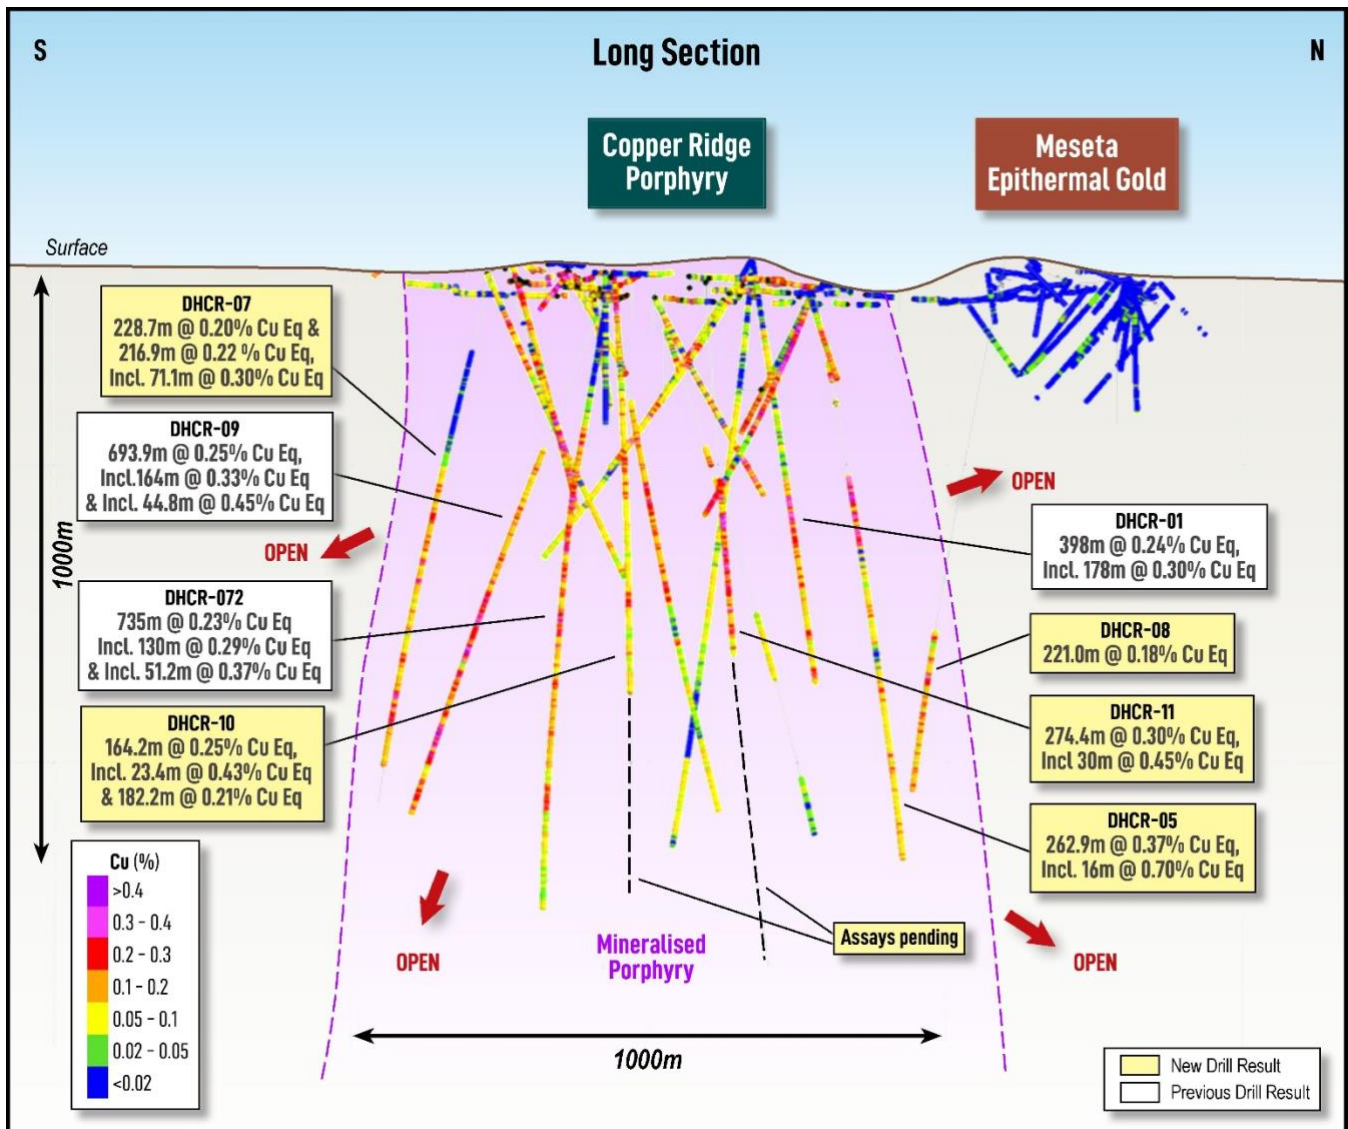 S
Long Section
N
Copper Ridge
Porphyry
Meseta
Epithermal Gold
Surface
DHCR-07
228.7m @ 0.20% Cu Eq &
216.9m @ 0.22 % Cu Eq,
Incl. 71.1m @ 0.30% Cu Eq
DHCR-09
693.9m @ 0.25% Cu Eq,
Incl.164m @ 0.33% Cu Eq
& Incl. 44.8m @ 0.45% Cu Eq
OPEN
1000m
DHCR-072
735m @ 0.23% Cu Eq
Incl. 130m @ 0.29% Cu Eq
& Incl. 51.2m @ 0.37% Cu Eq
DHCR-10
164.2m @ 0.25% Cu Eq,
Incl. 23.4m @ 0.43% Cu Eq
& 182.2m @ 0.21% Cu Eq
OPEN
DHCR-01
398m @ 0.24% Cu Eq,
Incl. 178m @ 0.30% Cu Eq
DHCR-08
221.0m @ 0.18% Cu Eq
DHCR-11
274.4m @ 0.30% Cu Eq,
Incl 30m @ 0.45% Cu Eq
DHCR-05
262.9m @ 0.37% Cu Eq,
Incl. 16m @ 0.70% Cu Eq
Cu (%)
>0.4
0.3 - 0.4
0.2 - 0.3
0.1 - 0.2
0.05 - 0.1
0.02 - 0.05
<0.02
OPEN
Mineralised
Porphyry
Assays pending
OPEN
1000m
New Drill Result
Previous Drill Result